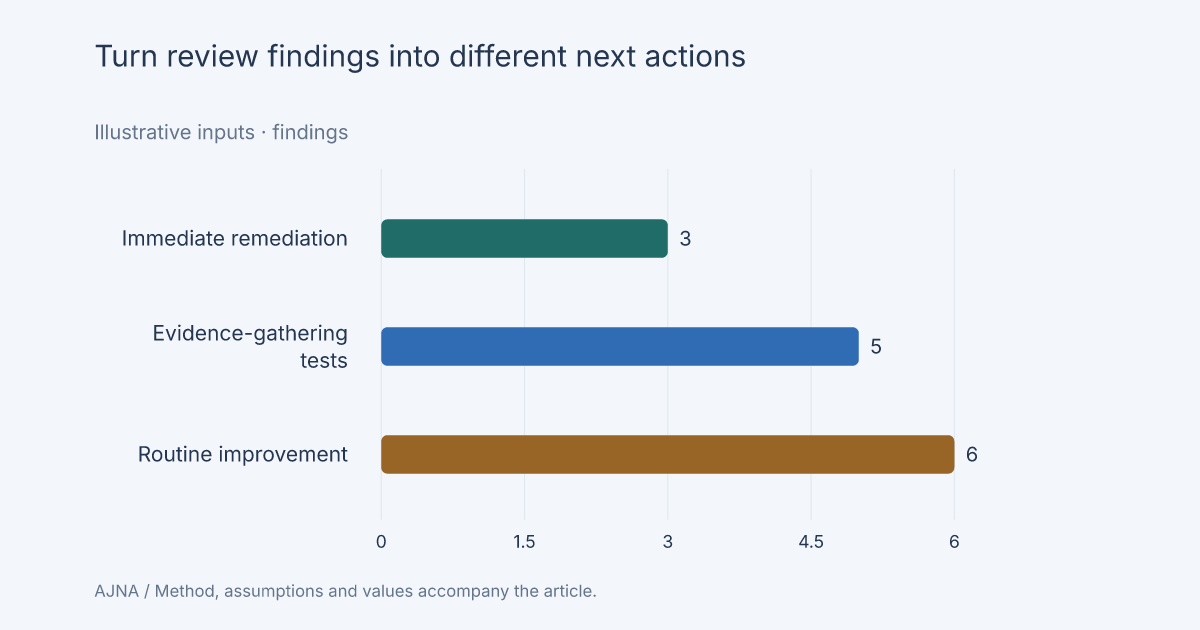 Turn review findings into different next actions
Illustrative inputs · findings
Immediate remediation
3
Evidence-gathering
tests
5
Routine improvement
6
0
1.5
3
4.5
6
AJNA / Method, assumptions and values accompany the article.